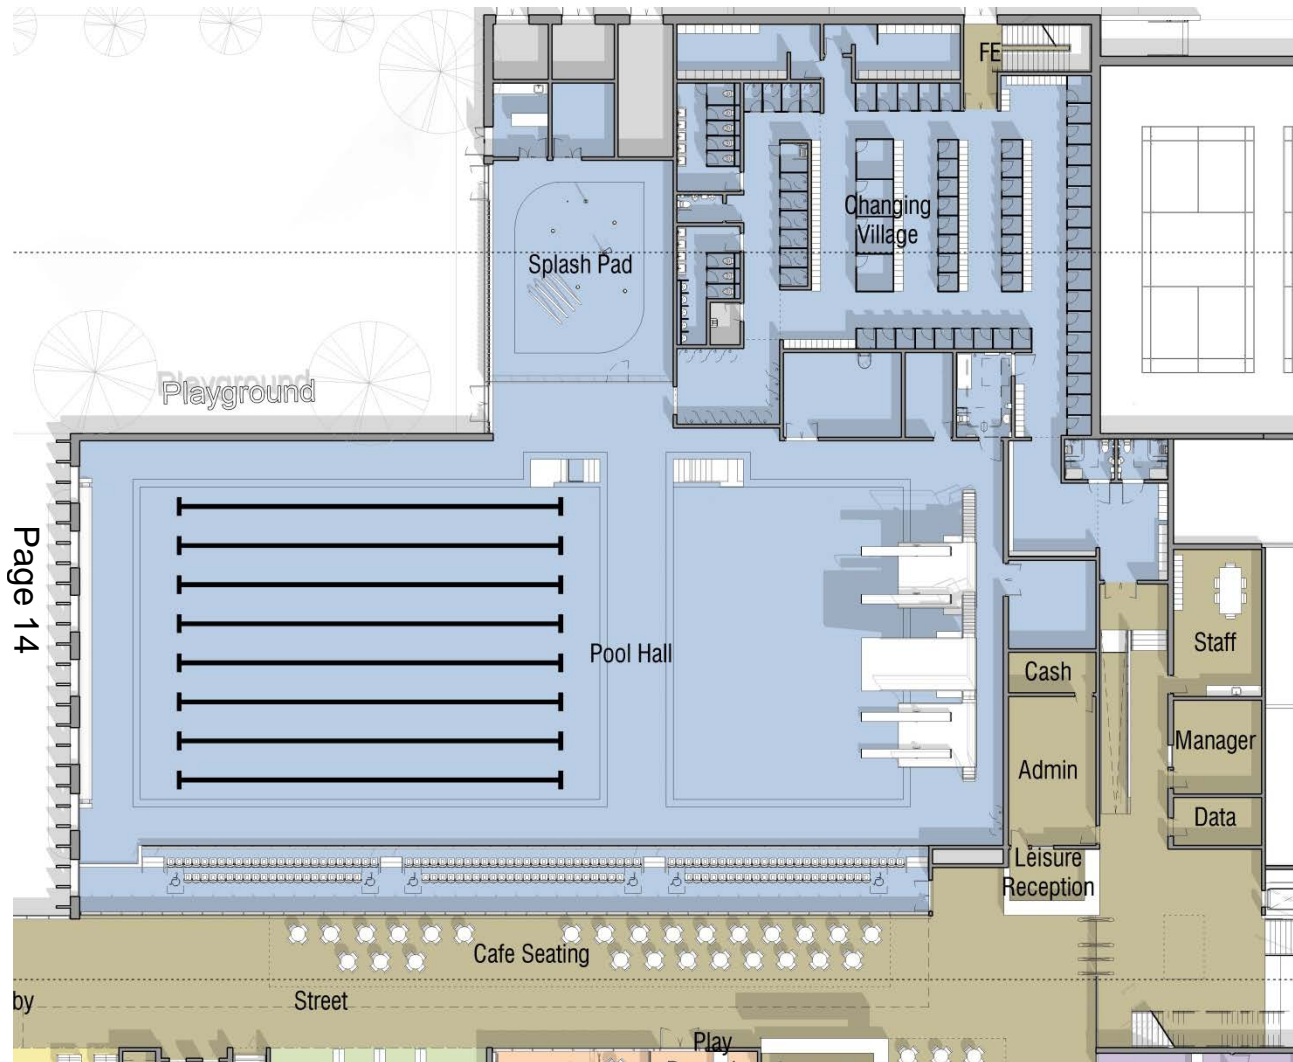 FE
Changing
Village
Splash Pad
Playground
Page 14
Pool Hall
Staff
Cash
Manager
Admin
Data
Leisure
Reception
Cafe Seating
by
Street
Play